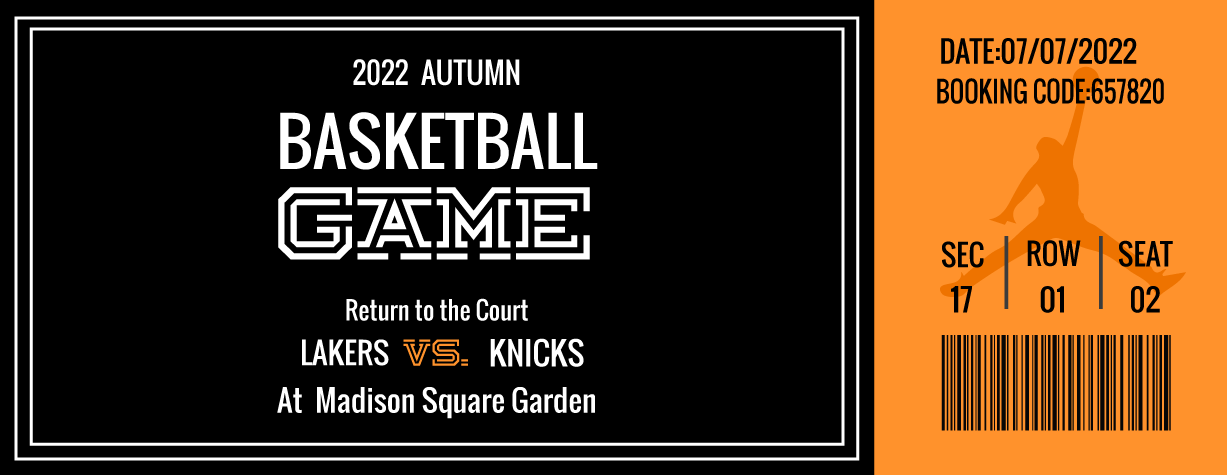 2022 AUTUMN
BASKETBALL
GAME
Return to the Court
LAKERS VS. KNICKS
At Madison Square Garden
DATE:07/07/2022
BOOKING CODE:657820
SEC ROW SEAT
17 01 02